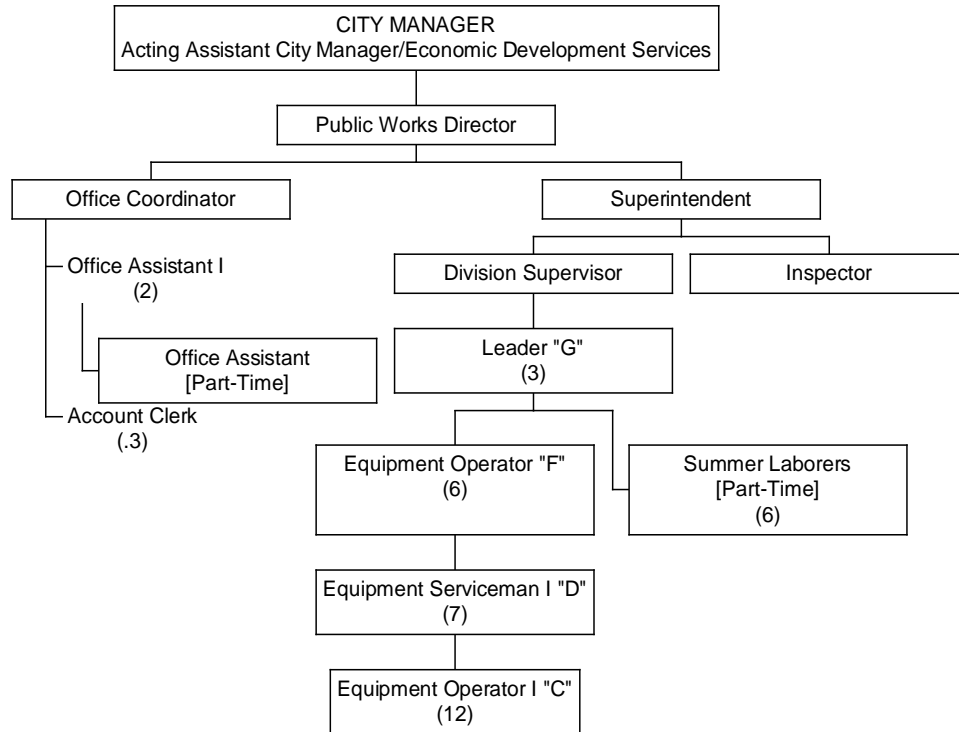 CITY MANAGER
Acting Assistant City Manager/Economic Development Services
Public Works Director
Office Coordinator
Superintendent
Office Assistant I
(2)
Division Supervisor
Inspector
Office Assistant
[Part-Time]
Leader "G"
(3)
Account Clerk
(.3)
Equipment Operator "F"
(6)
Summer Laborers
[Part-Time]
(6)
Equipment Serviceman I "D"
(7)
Equipment Operator I "C"
(12)